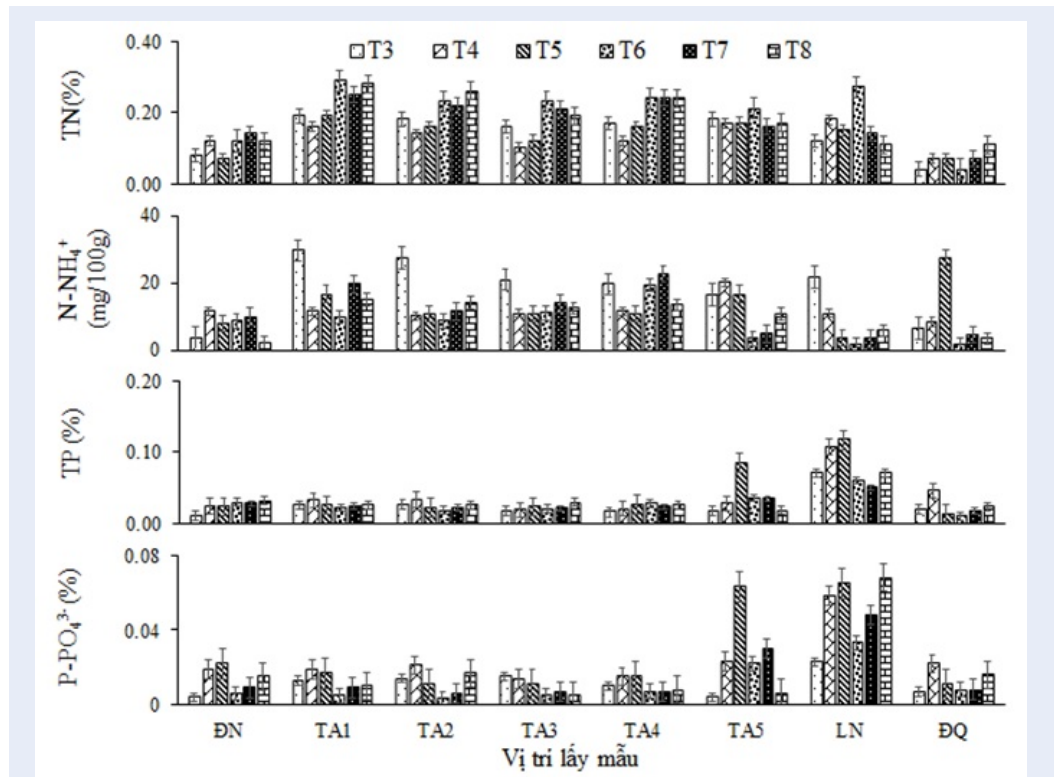 T3 T4 T5 T6 T7 T8
TN(%)
0.40
0.20
0.00
N-NH₄⁺
(mg/100g)
40
20
0
TP (%)
0.20
0.10
0.00
P-PO₄³⁻ (%)
0.08
0.04
0
ĐN TA1 TA2 TA3 TA4 TA5 LN ĐQ
Vị trí lấy mẫu